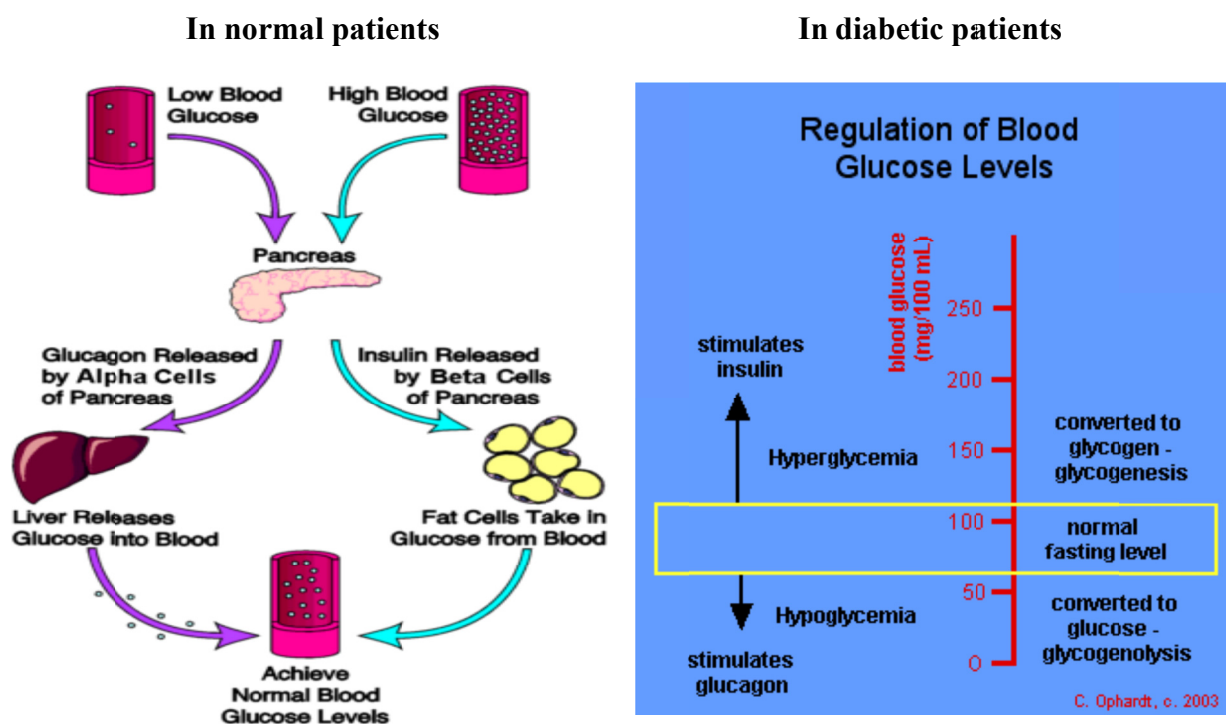 In normal patients
In diabetic patients
Low Blood
Glucose
High Blood
Glucose
Pancreas
Glucagon Released
by Alpha Cells
of Pancreas
Insulin Released
by Beta Cells
of Pancreas
Liver Releases
Glucose into Blood
Fat Cells Take in
Glucose from Blood
Achieve
Normal Blood
Glucose Levels
Regulation of Blood
Glucose Levels
blood glucose
(mg/100 mL)
250
200
150
100
50
0
stimulates
insulin
Hyperglycemia
converted to
glycogen -
glycogenesis
normal
fasting level
Hypoglycemia
stimulates
glucagon
converted to
glucose -
glycogenolysis
C. Ophardt, c. 2003